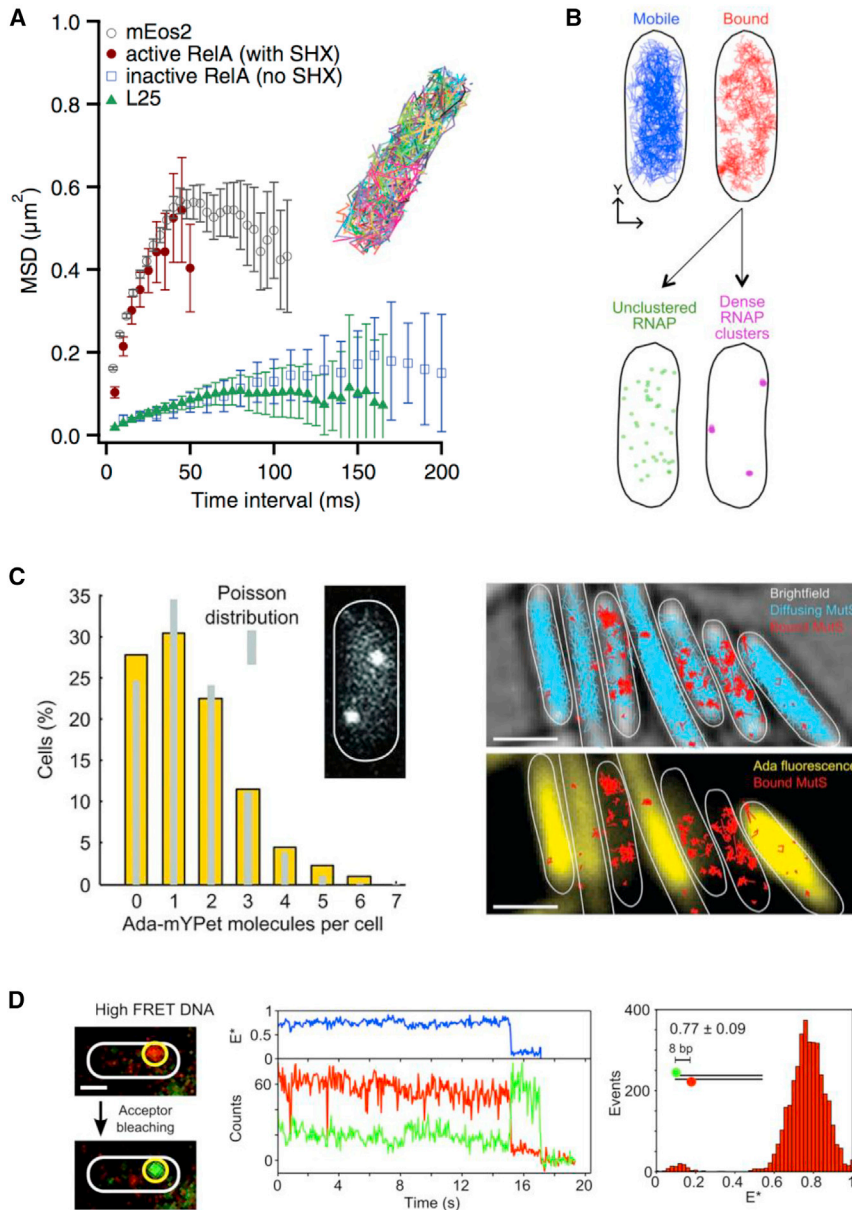 A
mEos2
active RelA (with SHX)
inactive RelA (no SHX)
L25
MSD (µm²)
1.0
0.8
0.6
0.4
0.2
0.0
0 50 100 150 200
Time interval (ms)
B
Mobile Bound
Y
Unclustered
RNAP
Dense
RNAP
clusters
C
Poisson
distribution
Cells (%)
35
30
25
20
15
10
5
0
0 1 2 3 4 5 6 7
Ada-mYPet molecules per cell
Brightfield
Diffusing MutS
Bound MutS
Ada fluorescence
Bound MutS
D
High FRET DNA
Acceptor
bleaching
E*
1
0.5
0
Counts
60
0
0 4 8 12 16 20
Time (s)
Events
400
200
0
0.77 ± 0.09
8 bp
0 0.2 0.4 0.6 0.8 1
E*